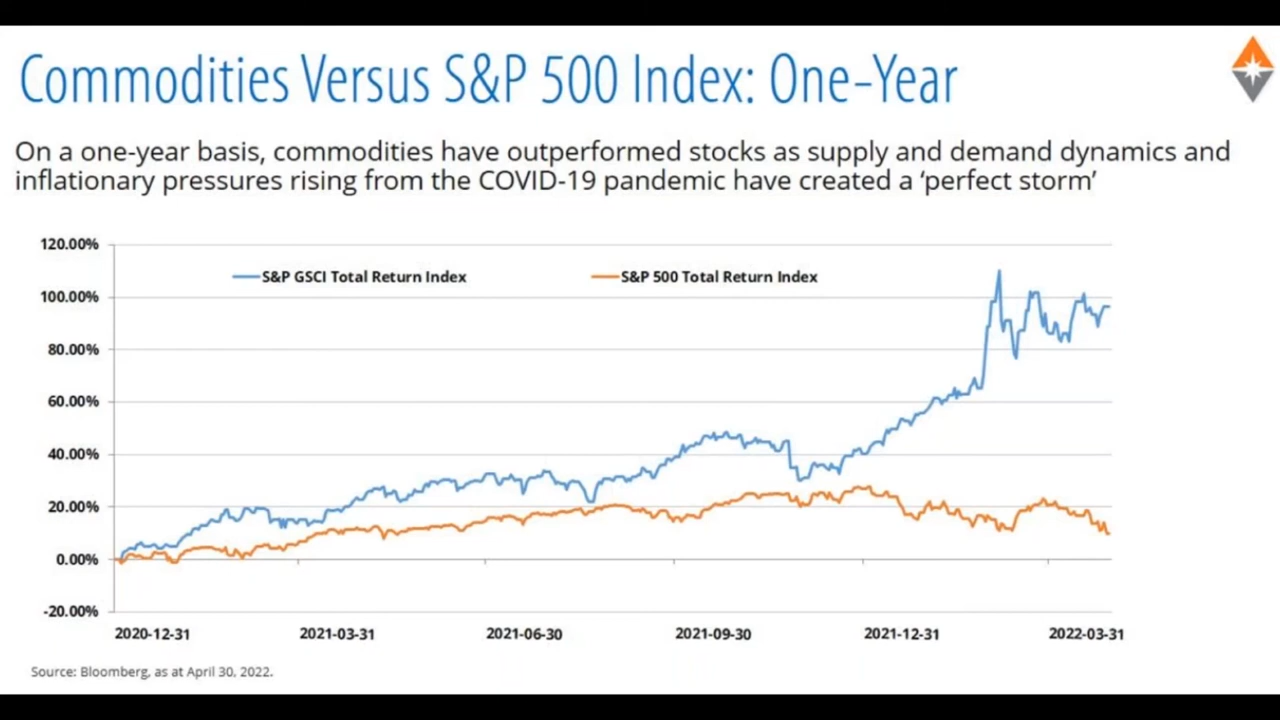 Commodities Versus S&P 500 Index: One-Year
On a one-year basis, commodities have outperformed stocks as supply and demand dynamics and
inflationary pressures rising from the COVID-19 pandemic have created a ‘perfect storm’
120.00%
S&P GSCI Total Return Index
S&P 500 Total Return Index
100.00%
80.00%
60.00%
40.00%
20.00%
0.00%
-20.00%
2020-12-31
2021-03-31
2021-06-30
2021-09-30
2021-12-31
2022-03-31
Source: Bloomberg, as at April 30, 2022.